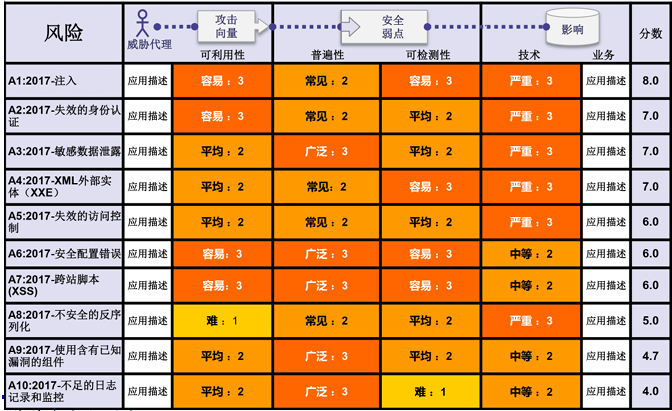 风险
威胁代理
攻击
向量
安全
弱点
影响
分数
可利用性
普遍性
可检测性
技术
业务
A1:2017-注入 应用描述 容易：3 常见：2 容易：3 严重：3 应用描述 8.0
A2:2017-失效的身份认
证 应用描述 容易：3 常见：2 平均：2 严重：3 应用描述 7.0
A3:2017-敏感数据泄露 应用描述 平均：2 广泛：3 平均：2 严重：3 应用描述 7.0
A4:2017-XML外部实
体（XXE） 应用描述 平均：2 常见：2 容易：3 严重：3 应用描述 7.0
A5:2017-失效的访问控
制 应用描述 平均：2 常见：2 平均：2 严重：3 应用描述 6.0
A6:2017-安全配置错误 应用描述 容易：3 广泛：3 容易：3 中等：2 应用描述 6.0
A7:2017-跨站脚本
(XSS) 应用描述 容易：3 广泛：3 容易：3 中等：2 应用描述 6.0
A8:2017-不安全的反序
列化 应用描述 难：1 常见：2 平均：2 严重：3 应用描述 5.0
A9:2017-使用含有已知
漏洞的组件 应用描述 平均：2 广泛：3 平均：2 中等：2 应用描述 4.7
A10:2017-不足的日志
记录和监控 应用描述 平均：2 广泛：3 难：1 中等：2 应用描述 4.0